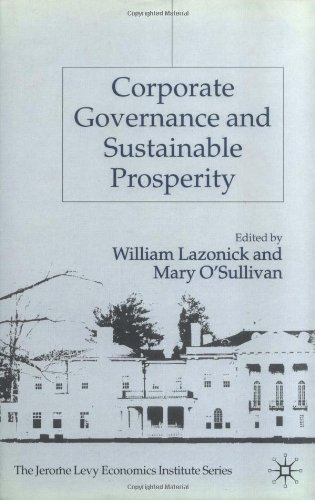 Corporate
Governance and
Sustainable
Prosperity
Edited by
William Lazonick and
Mary O'Sullivan
The Jerome Levy Economics Institute Series